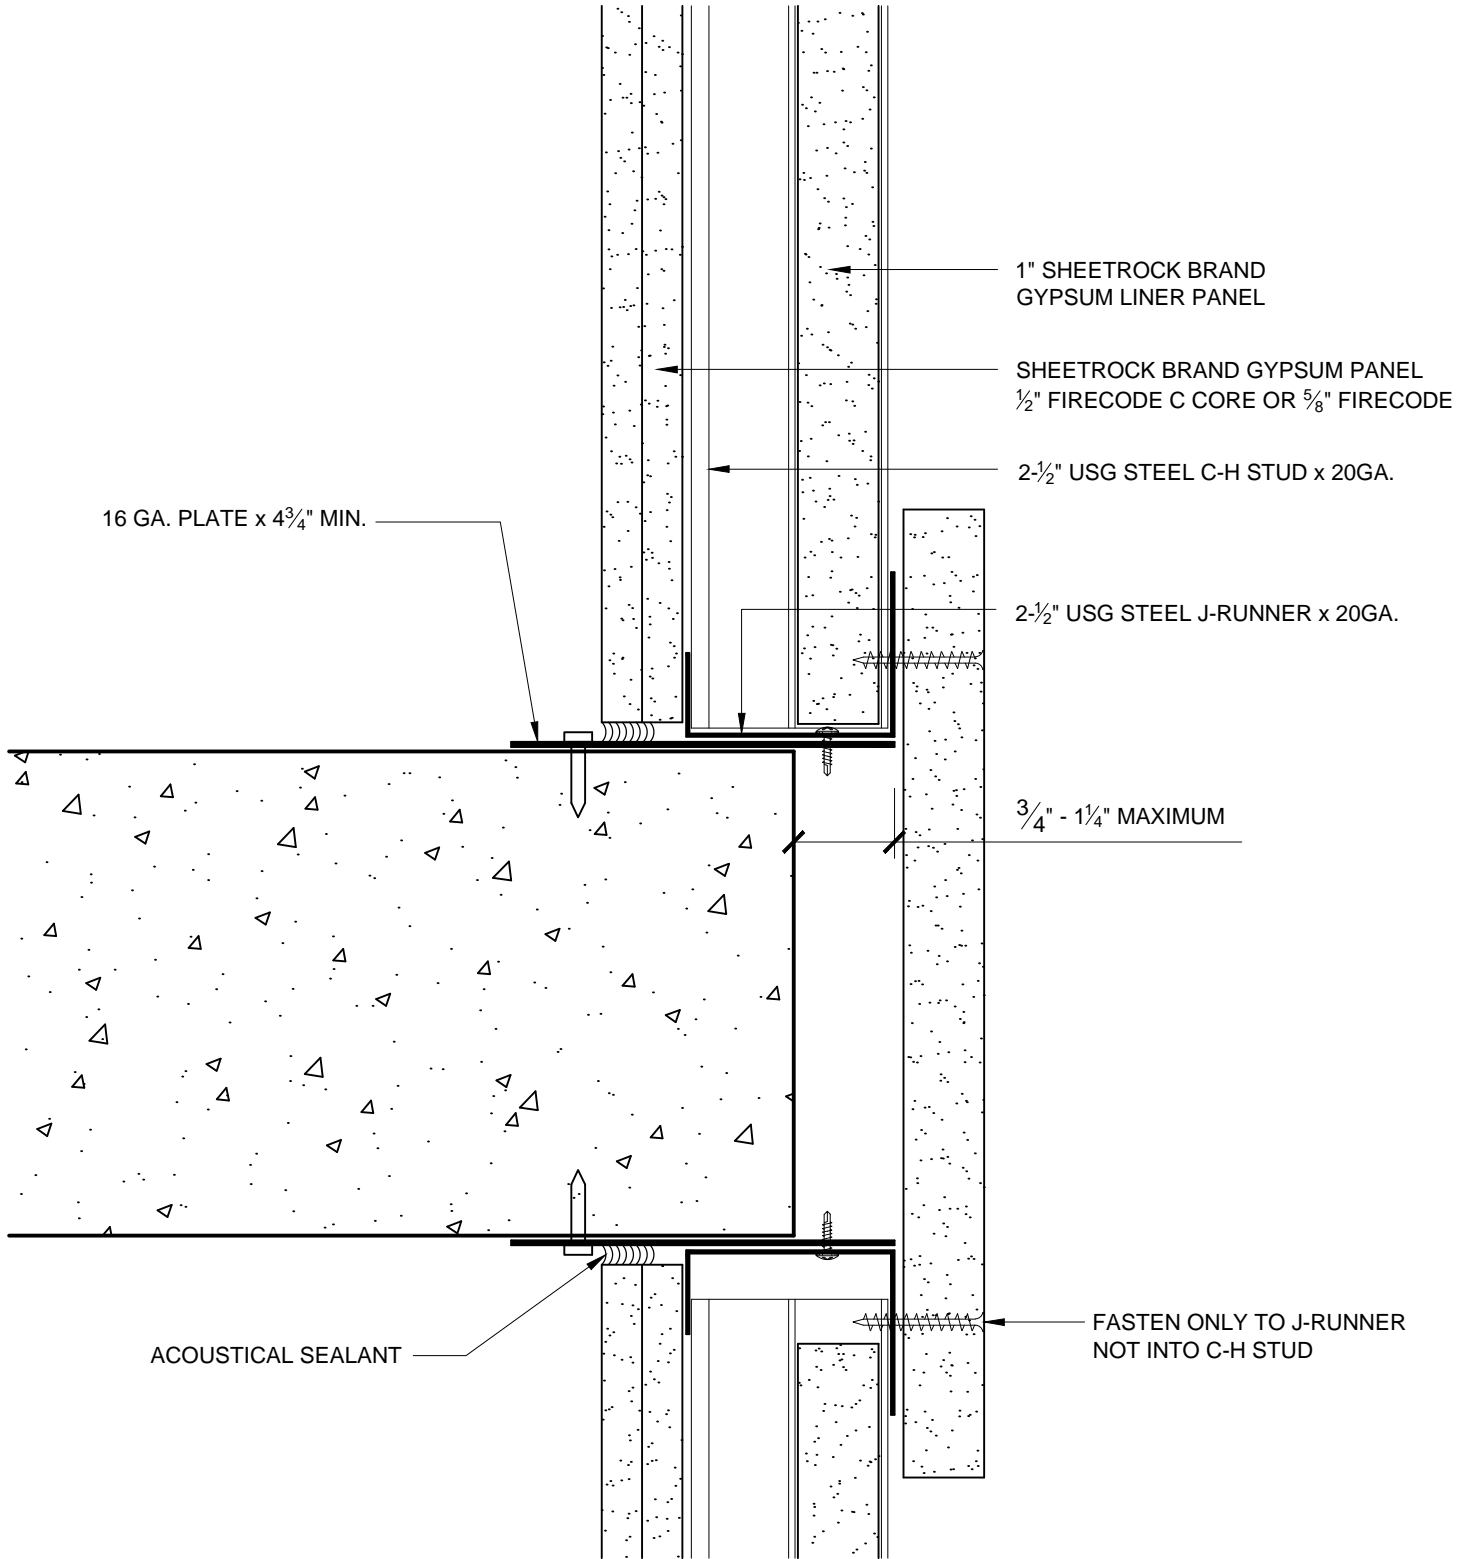 1" SHEETROCK BRAND
GYPSUM LINER PANEL
SHEETROCK BRAND GYPSUM PANEL
½" FIRECODE C CORE OR ⅝" FIRECODE
2-½" USG STEEL C-H STUD x 20GA.
16 GA. PLATE x 4¾" MIN.
2-½" USG STEEL J-RUNNER x 20GA.
¾" - 1¼" MAXIMUM
FASTEN ONLY TO J-RUNNER
NOT INTO C-H STUD
ACOUSTICAL SEALANT